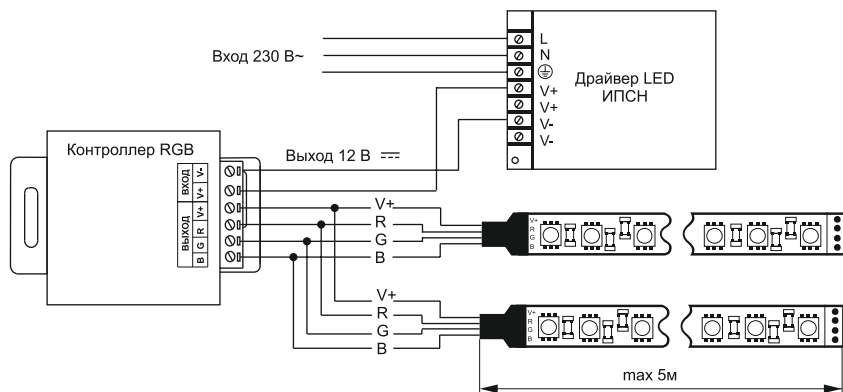 Вход 230 В~
L
N
V+
V+
V-
V-
Драйвер LED
ИПСН
Контроллер RGB
Выход 12 В
ВХОД
V-
V+
ВЫХОД
V+
R
G
B
V+
R
G
B
V+
R
G
B
V+
R
G
B
V+
R
G
B
max 5м